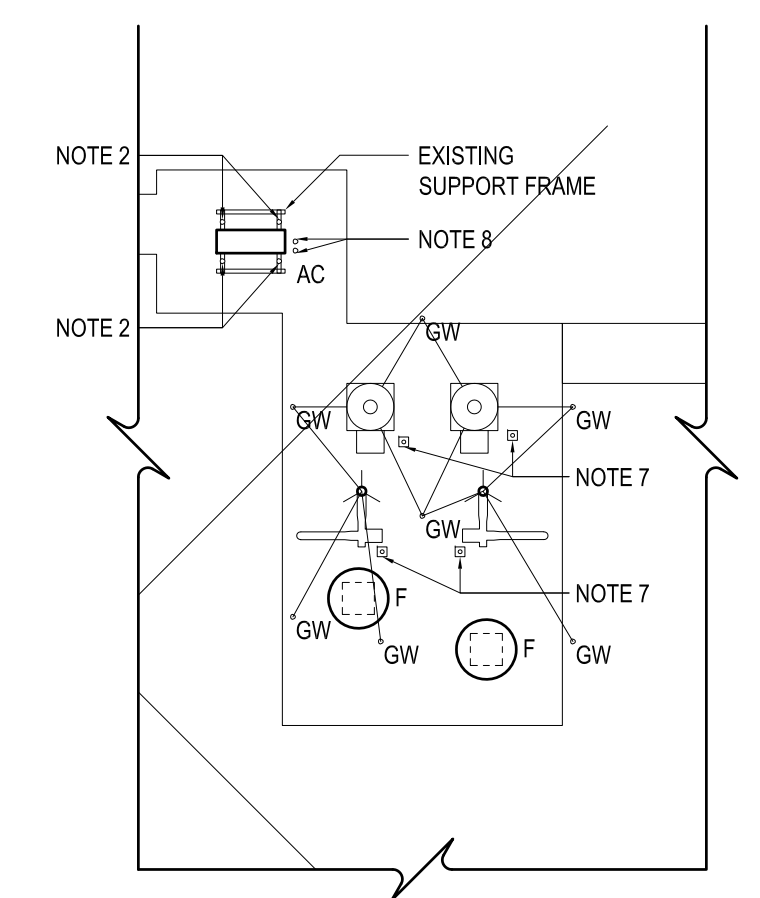 NOTE 2
EXISTING
SUPPORT FRAME
NOTE 8
AC
NOTE 2
GW
GW
GW
NOTE 7
GW
NOTE 7
F
GW
F
GW
GW